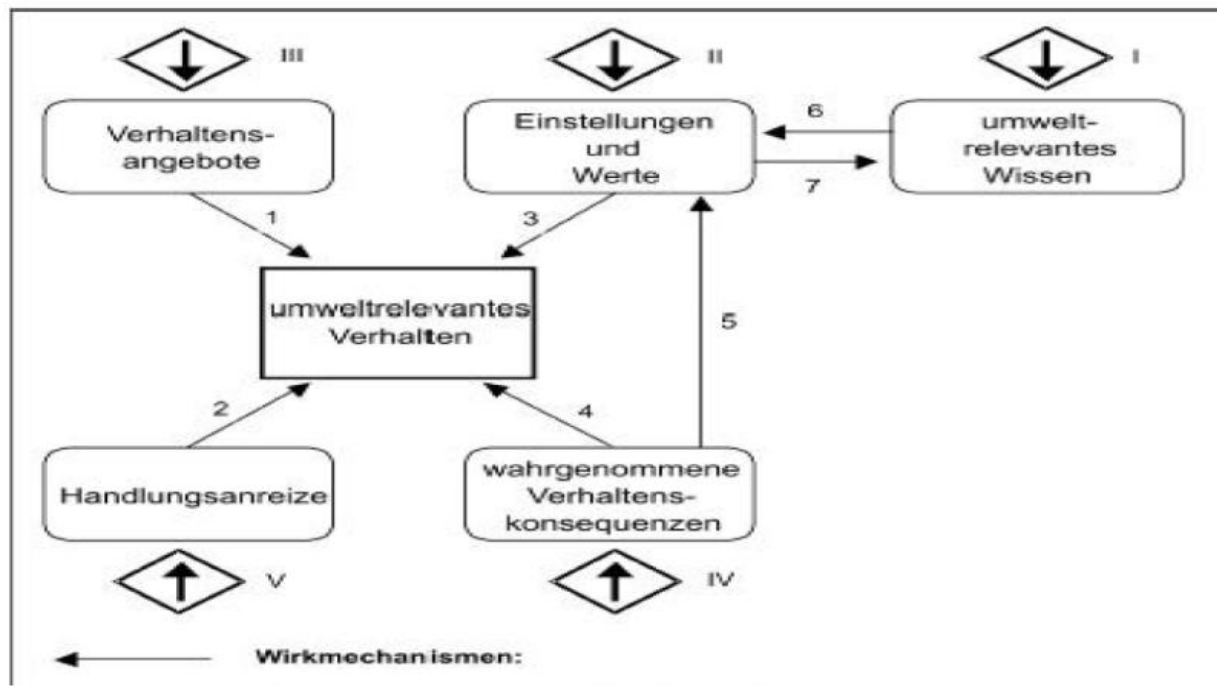 III
II
I
Verhaltens-
angebote
Einstellungen
und
Werte
6
7
umwelt-
relevantes
Wissen
1
3
umweltrelevantes
Verhalten
5
2
4
Handlungsanreize
wahrgenommene
Verhaltens-
konsequenzen
V
IV
Wirkmechanismen: